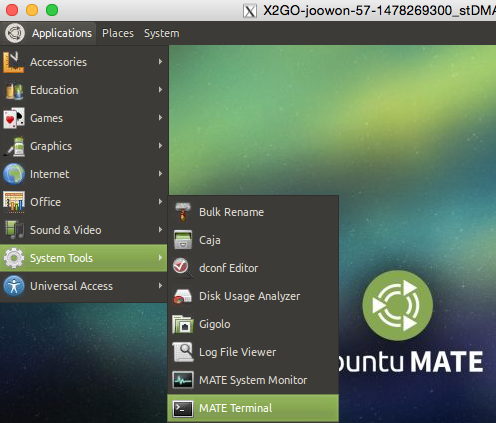 X2GO-joowon-57-1478269300_stDMA
Applications Places System
Accessories
Education
Games
Graphics
Internet
Office
Sound & Video
System Tools
Universal Access
Bulk Rename
Caja
dconf Editor
Disk Usage Analyzer
Gigolo
Log File Viewer
MATE System Monitor
MATE Terminal
buntu MATE